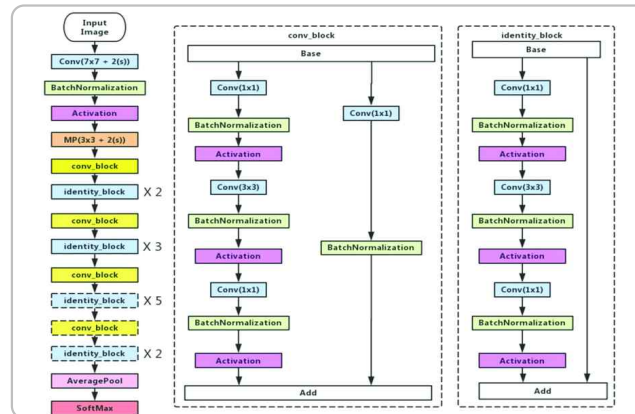 Input
Image
Conv(7x7 + 2(s))
BatchNormalization
Activation
MP(3x3 + 2(s))
conv_block
identity_block X 2
conv_block
identity_block X 3
conv_block
identity_block X 5
conv_block
identity_block X 2
AveragePool
SoftMax
conv_block
Base
Conv(1x1)
BatchNormalization
Activation
Conv(3x3)
BatchNormalization
Activation
Conv(1x1)
BatchNormalization
Activation
Conv(1x1)
BatchNormalization
Add
identity_block
Base
Conv(1x1)
BatchNormalization
Activation
Conv(3x3)
BatchNormalization
Activation
Conv(1x1)
BatchNormalization
Activation
Add